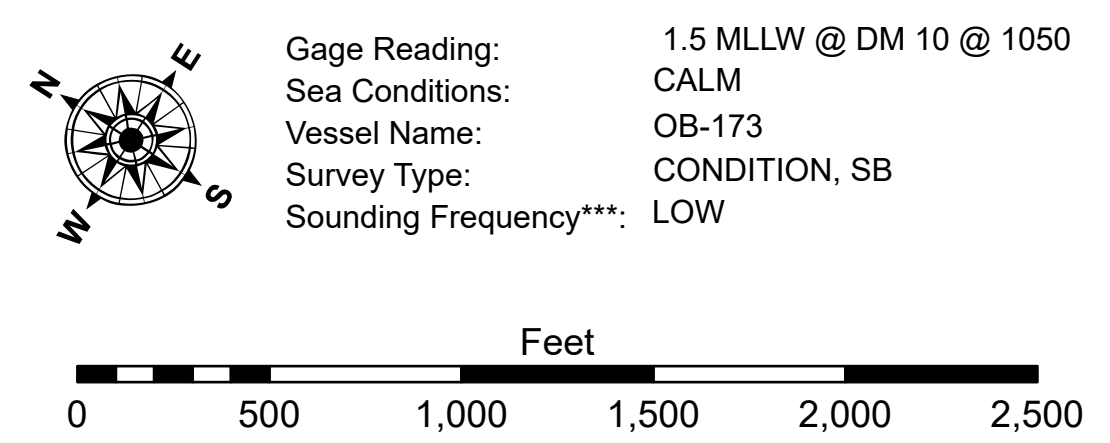 N
E
S
W
Gage Reading: 1.5 MLLW @ DM 10 @ 1050
Sea Conditions: CALM
Vessel Name: OB-173
Survey Type: CONDITION, SB
Sounding Frequency***: LOW
Feet
0 500 1,000 1,500 2,000 2,500